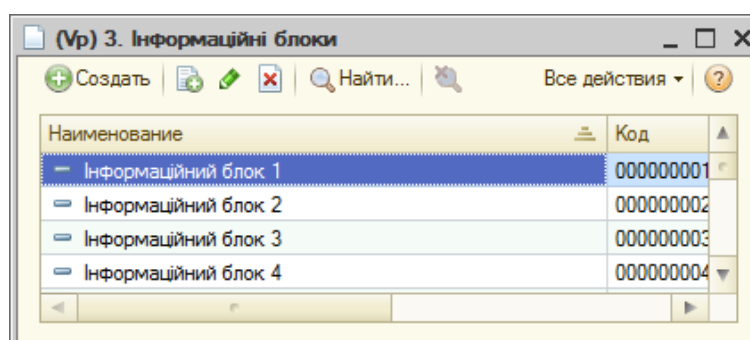 (Vp) 3. Інформаційні блоки
Создать Найти... Все действия
Наименование Код
Інформаційний блок 1 000000001
Інформаційний блок 2 000000002
Інформаційний блок 3 000000003
Інформаційний блок 4 000000004